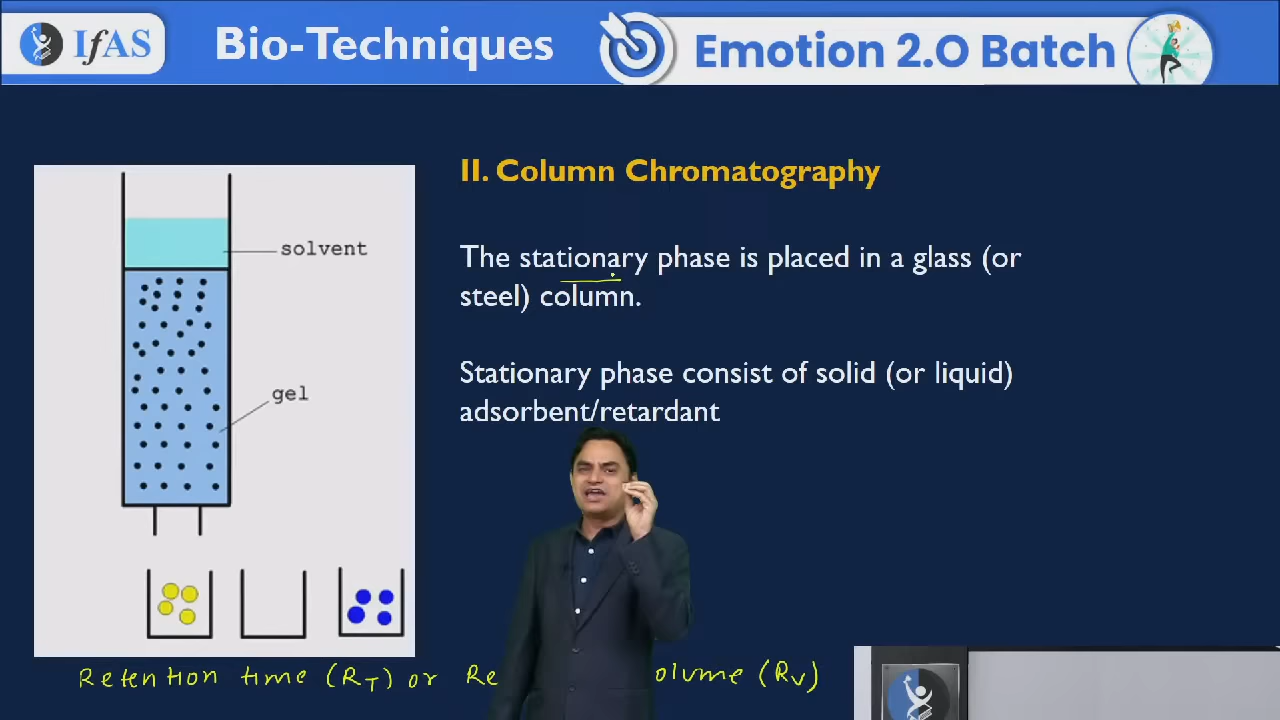 IfAS
Bio-Techniques
Emotion 2.O Batch
II. Column Chromatography
The stationary phase is placed in a glass (or
steel) column.
Stationary phase consist of solid (or liquid)
adsorbent/retardant
solvent
gel
Retention time (RT) or Re olume (RV)